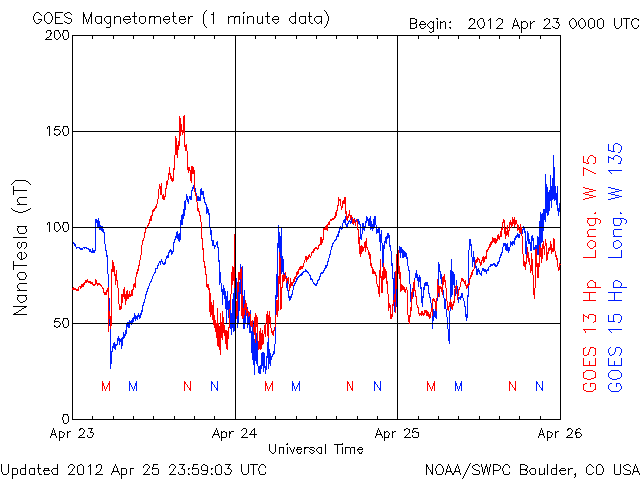 GOES Magnetometer (1 minute data)
Begin: 2012 Apr 23 0000 UTC
200
150
100
50
0
NanoTesla (nT)
M M N N M M N N M M N N
Apr 23 Apr 24 Apr 25 Apr 26
Universal Time
GOES 13 Hp Long. W 75
GOES 15 Hp Long. W 135
Updated 2012 Apr 25 23:59:03 UTC
NOAA/SWPC Boulder, CO USA